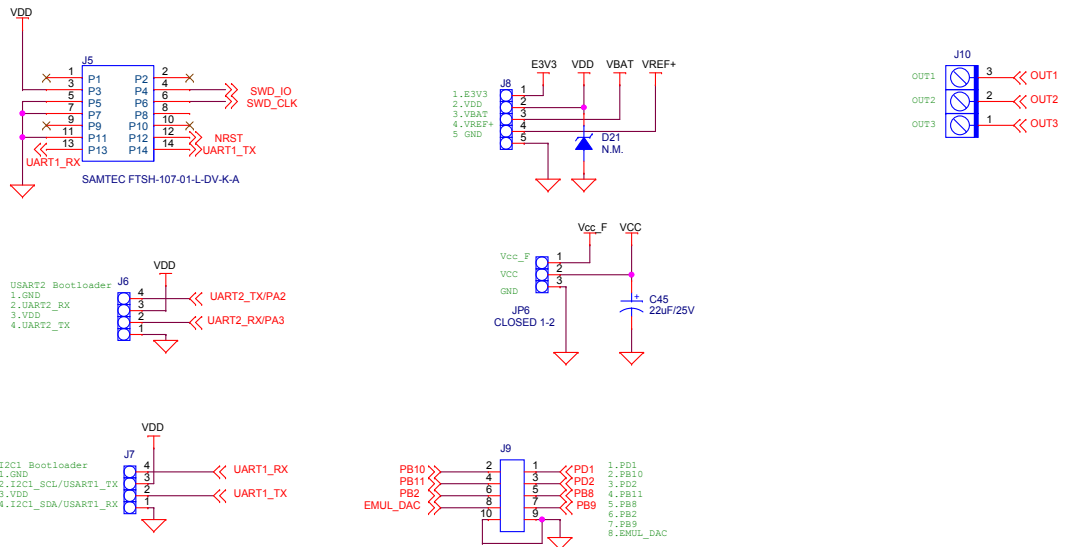 VDD
J5
1 P1 P2 2
3 P3 P4 4 SWD_IO
5 P5 P6 6 SWD_CLK
7 P7 P8 8
9 P9 P10 10
11 P11 P12 12 NRST
13 P13 P14 14 UART1_TX
UART1_RX
SAMTEC FTSH-107-01-L-DV-K-A
E3V3 VDD VBAT VREF+
J8
1.E3V3 1
2.VDD 2
3.VBAT 3
4.VREF+ 4
5 GND 5
D21
N.M.
J10
OUT1 3 OUT1
OUT2 2 OUT2
OUT3 1 OUT3
USART2 Bootloader J6
VDD
1.GND 4 UART2_TX/PA2
2.UART2_RX 3
3.VDD 2 UART2_RX/PA3
4.UART2_TX 1
Vcc_F VCC
Vcc_F 1
VCC 2
GND 3
JP6
CLOSED 1-2
+
C45
22uF/25V
VDD
J7
I2C1 Bootloader
1.GND 4 UART1_RX
2.I2C1_SCL/USART1_TX 3
3.VDD 2 UART1_TX
4.I2C1_SDA/USART1_RX 1
J9
PB10 2 1 PD1
PB11 4 3 PD2
PB2 6 5 PB8
EMUL_DAC 8 7 PB9
10 9
1.PD1
2.PB10
3.PD2
4.PB11
5.PB8
6.PB2
7.PB9
8.EMUL_DAC